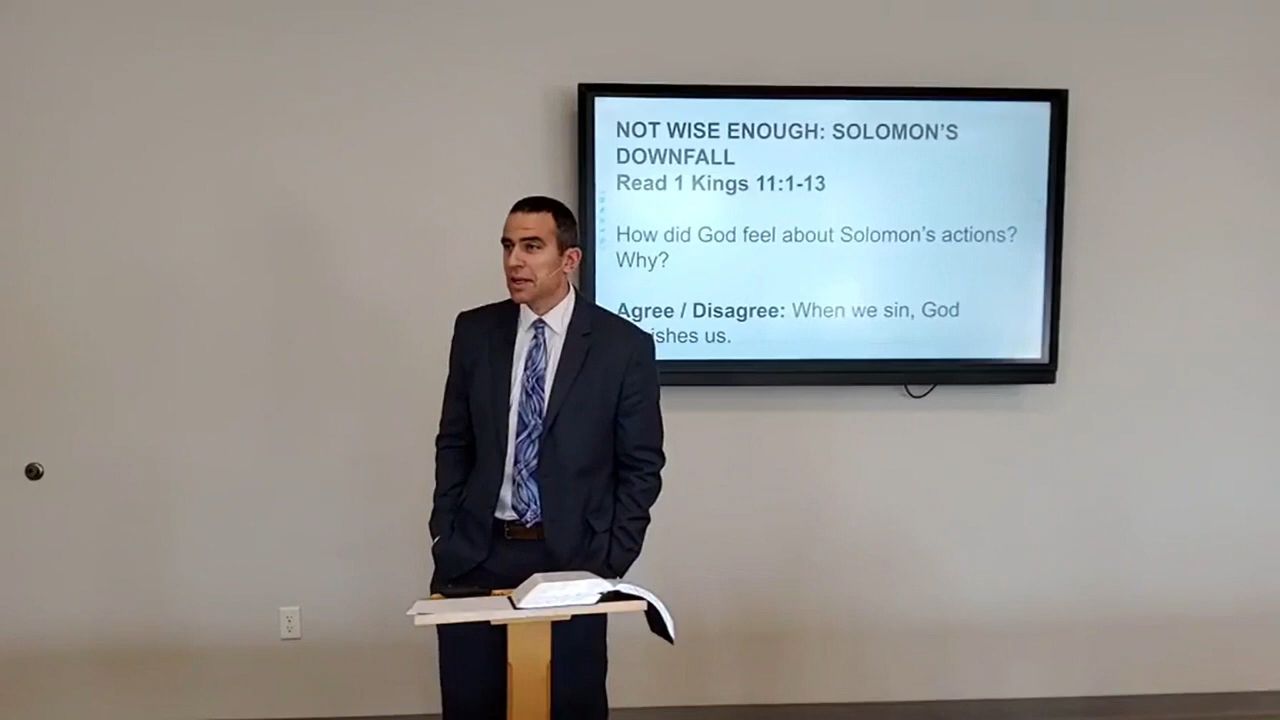 NOT WISE ENOUGH: SOLOMON'S
DOWNFALL
Read 1 Kings 11:1-13
How did God feel about Solomon's actions?
Why?
Agree / Disagree: When we sin, God
ishes us.